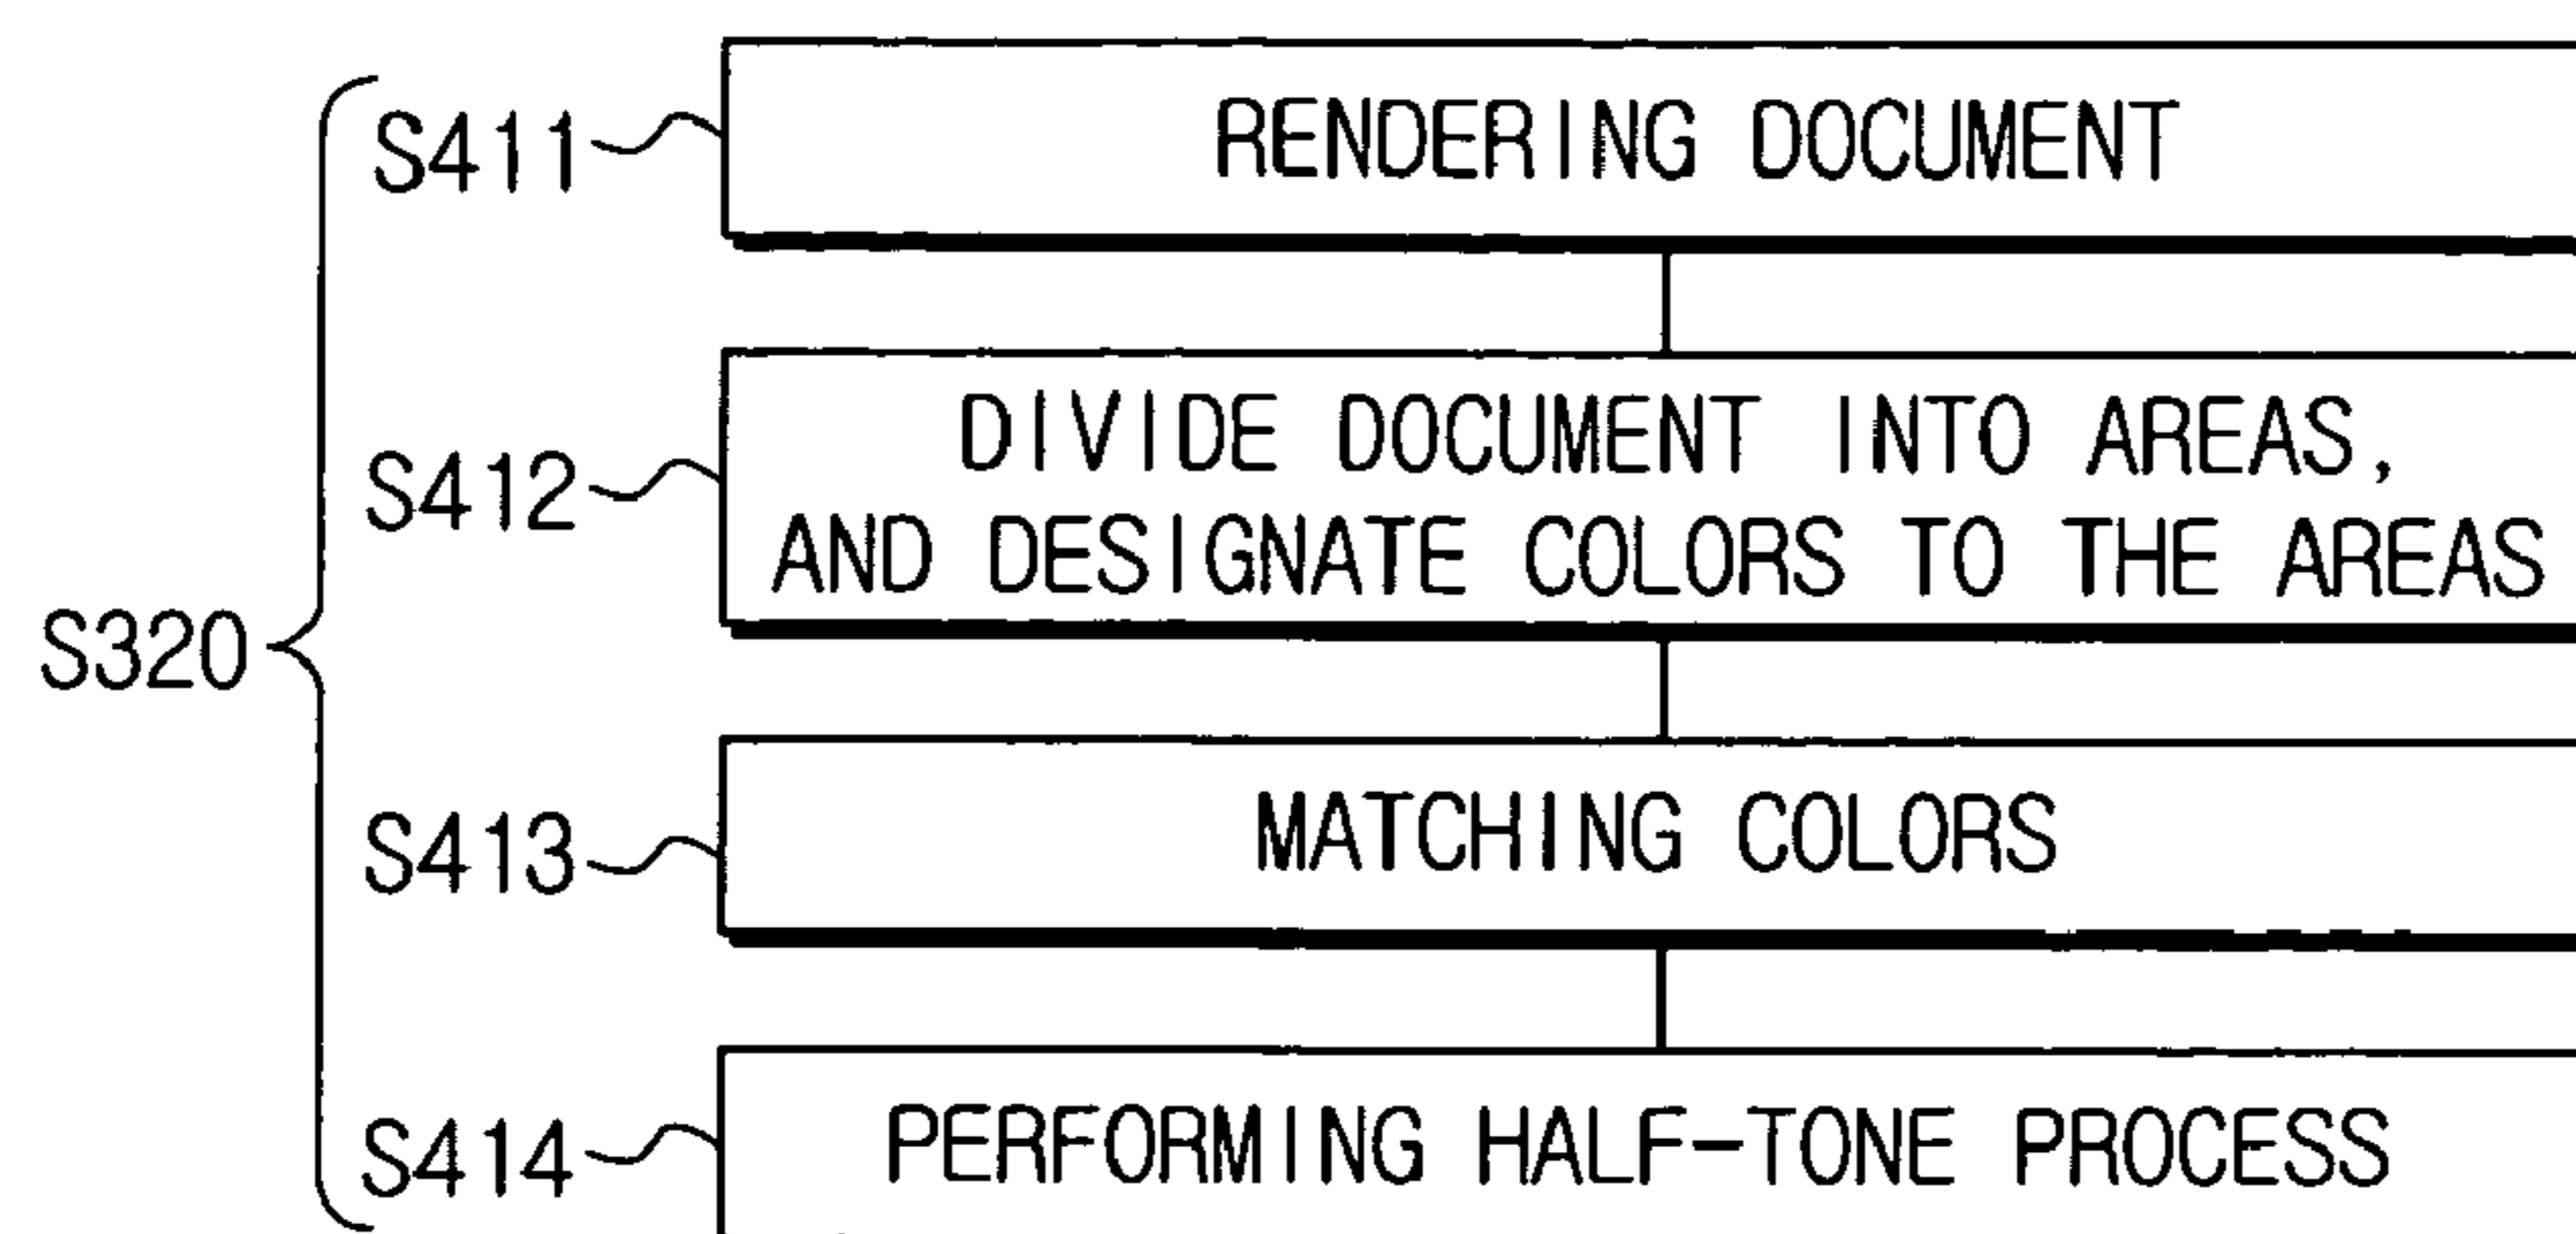 S411 RENDERING DOCUMENT
S412 DIVIDE DOCUMENT INTO AREAS,
AND DESIGNATE COLORS TO THE AREAS
S320
S413 MATCHING COLORS
S414 PERFORMING HALF-TONE PROCESS